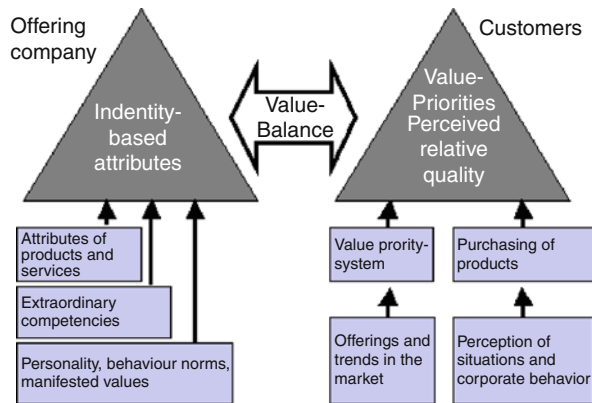 Offering
company
Customers
Indentity-
based
attributes
Value-
Balance
Value-
Priorities
Perceived
relative
quality
Attributes of
products and
services
Extraordinary
competencies
Personality, behaviour norms,
manifested values
Value prority-
system
Purchasing of
products
Offerings and
trends in the
market
Perception of
situations and
corporate behavior